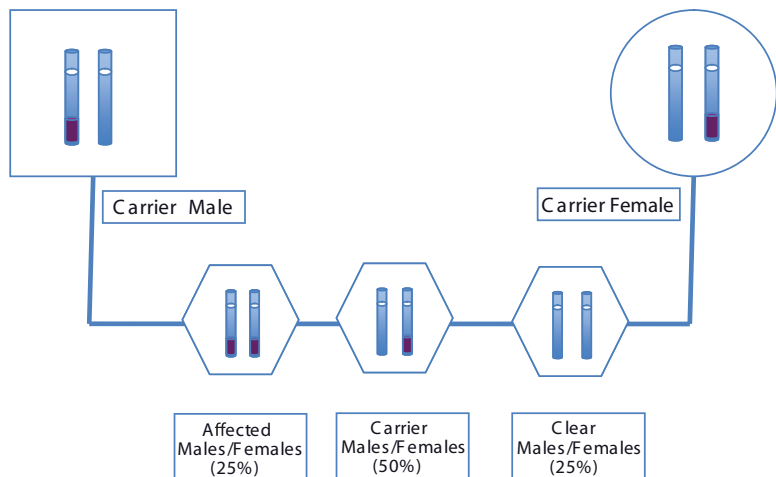 Carrier Male
Carrier Female
Affected
Males/Females
(25%)
Carrier
Males/Females
(50%)
Clear
Males/Females
(25%)